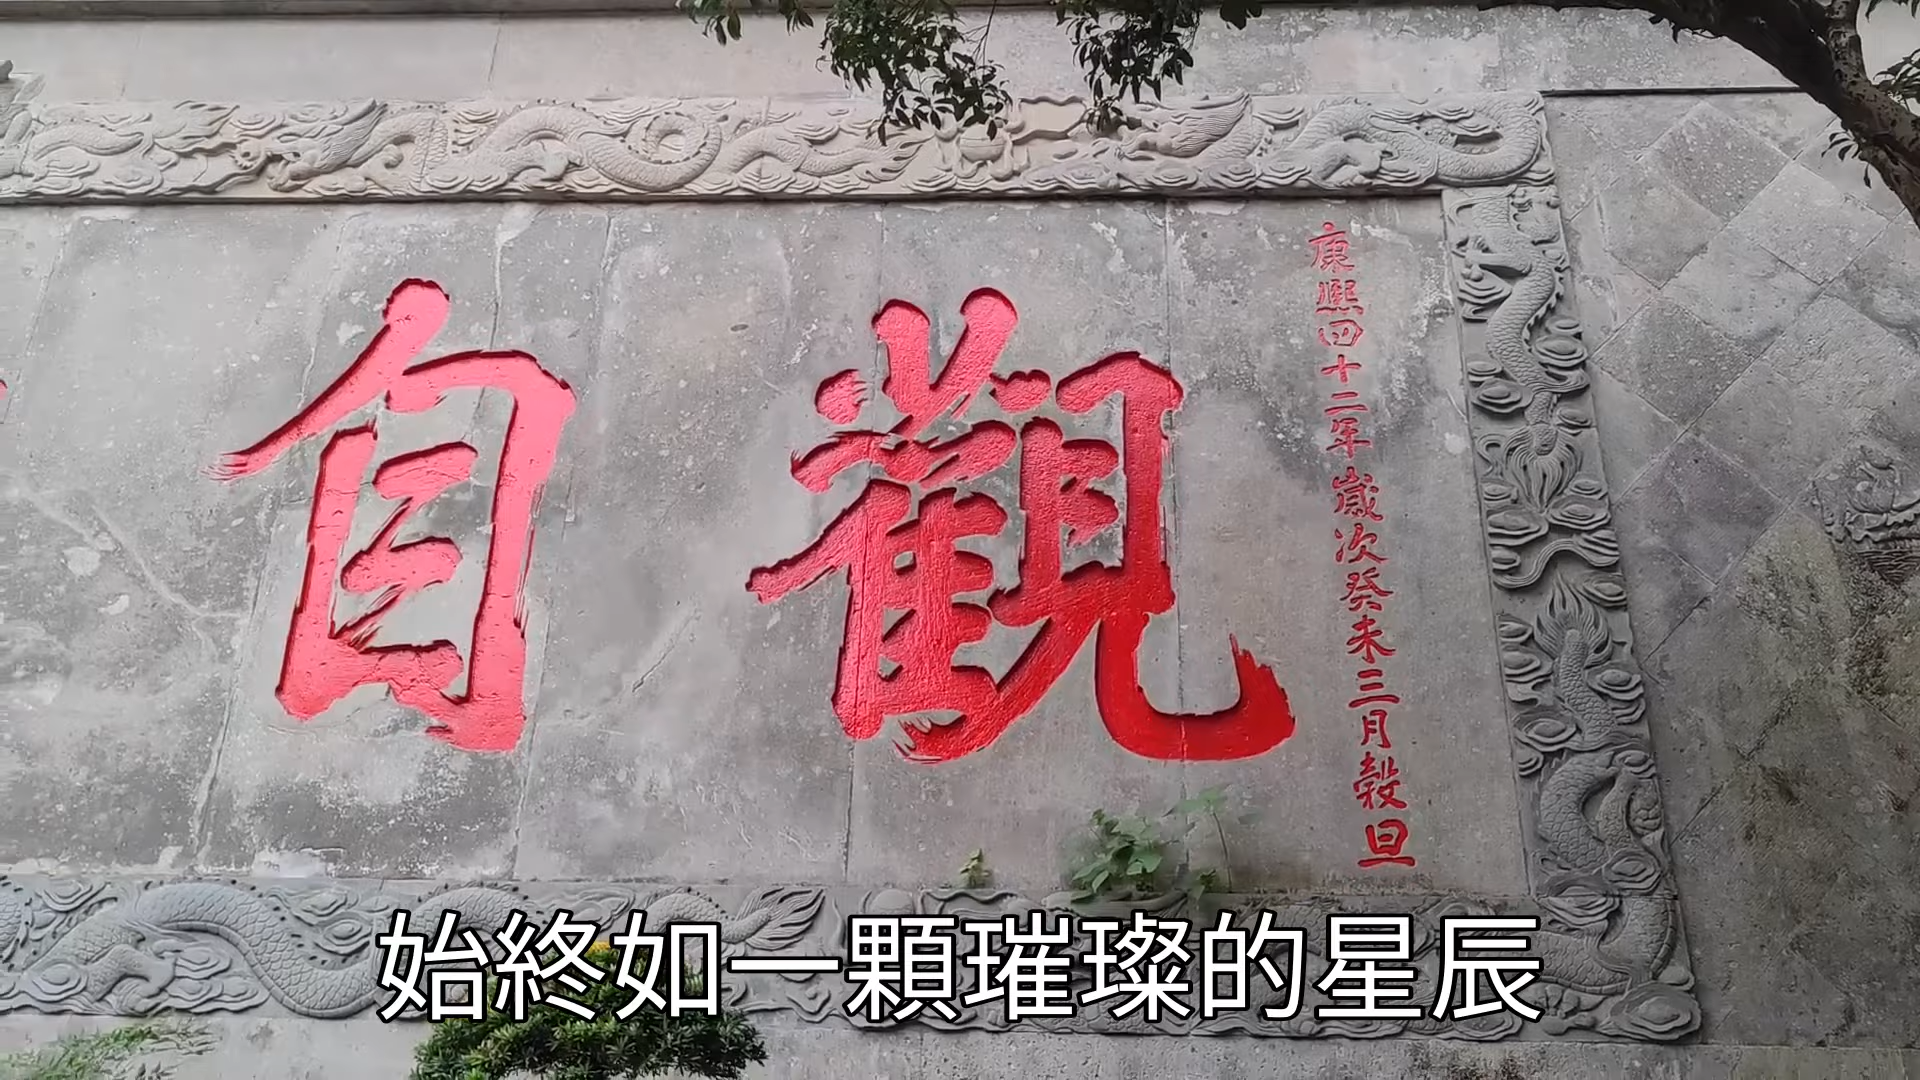 康熙四十二年歲次癸未三月穀旦
觀自
始終如一顆璀璨的星辰